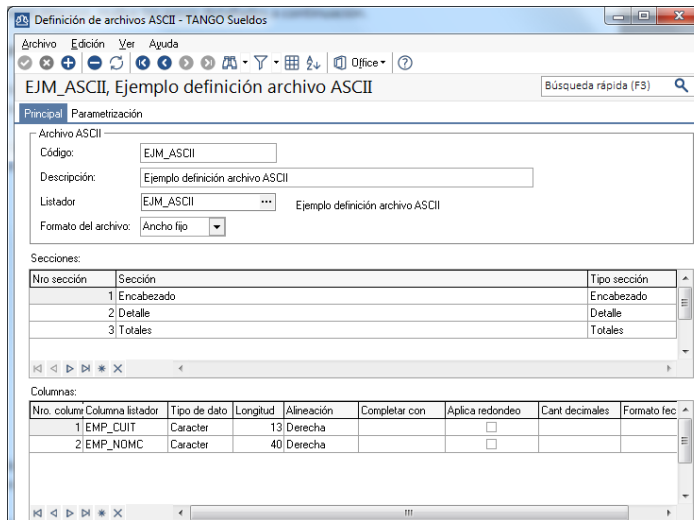 Definición de archivos ASCII - TANGO Sueldos
Archivo Edición Ver Ayuda
Office
EJM_ASCII, Ejemplo definición archivo ASCII
Búsqueda rápida (F3)
Principal Parametrización
Archivo ASCII
Código: EJM_ASCII
Descripción: Ejemplo definición archivo ASCII
Listador EJM_ASCII ... Ejemplo definición archivo ASCII
Formato del archivo: Ancho fijo
Secciones:
Nro sección Sección Tipo sección
1 Encabezado Encabezado
2 Detalle Detalle
3 Totales Totales
Columnas:
Nro. column Columna listador Tipo de dato Longitud Alineación Completar con Aplica redondeo Cant decimales Formato fec
1 EMP_CUIT Caracter 13 Derecha
2 EMP_NOMC Caracter 40 Derecha